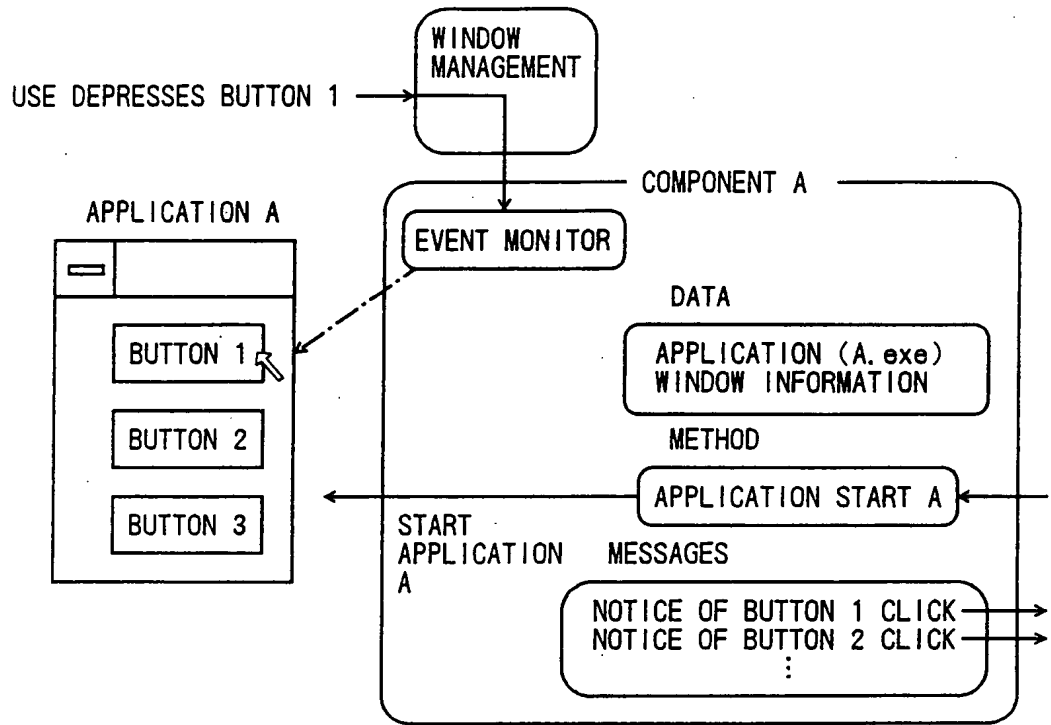 WINDOW
MANAGEMENT
USE DEPRESSES BUTTON 1
COMPONENT A
APPLICATION A
EVENT MONITOR
DATA
BUTTON 1
APPLICATION (A.exe)
WINDOW INFORMATION
BUTTON 2
METHOD
APPLICATION START A
BUTTON 3
START
APPLICATION
A
MESSAGES
NOTICE OF BUTTON 1 CLICK
NOTICE OF BUTTON 2 CLICK
⋮